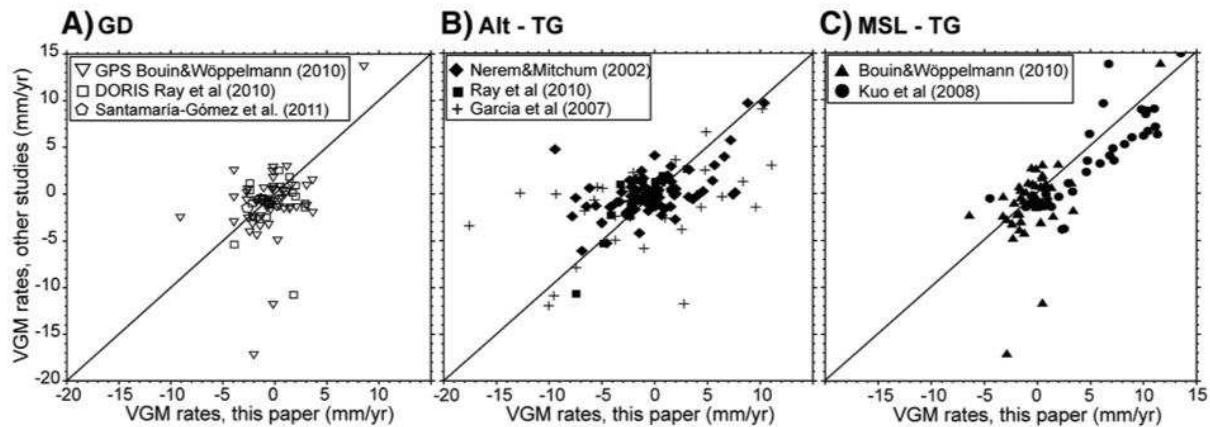 A) GD
GPS Bouin&Wöppelmann (2010)
DORIS Ray et al (2010)
Santamaría-Gómez et al. (2011)
VGM rates, other studies (mm/yr)
15
10
5
0
-5
-10
-15
-20
-20 -15 -10 -5 0 5 10
VGM rates, this paper (mm/yr)
B) Alt - TG
Nerem&Mitchum (2002)
Ray et al (2010)
Garcia et al (2007)
-20 -15 -10 -5 0 5 10
VGM rates, this paper (mm/yr)
C) MSL - TG
Bouin&Wöppelmann (2010)
Kuo et al (2008)
-15 -10 -5 0 5 10 15
VGM rates, this paper (mm/yr)